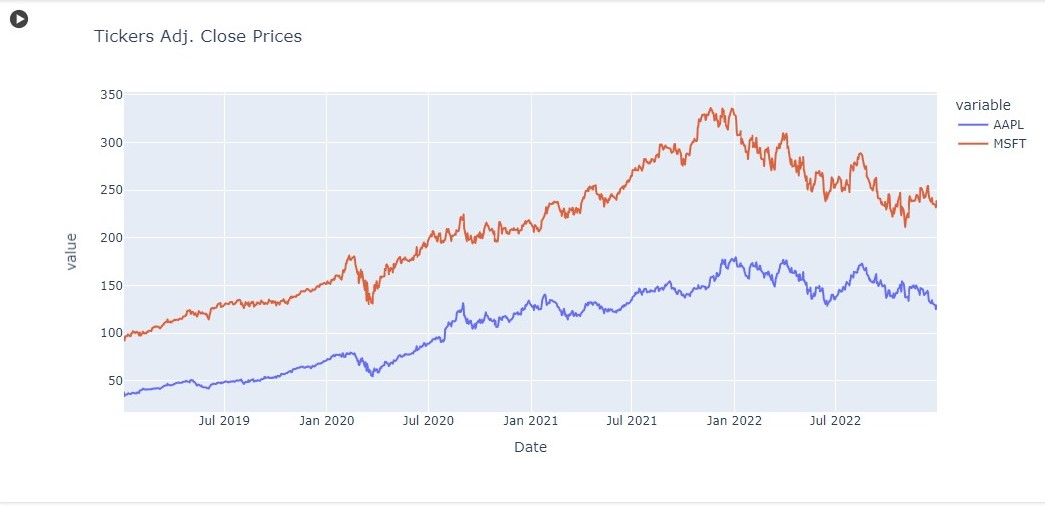 Tickers Adj. Close Prices
variable
AAPL
MSFT
value
350
300
250
200
150
100
50
Jul 2019 Jan 2020 Jul 2020 Jan 2021 Jul 2021 Jan 2022 Jul 2022
Date